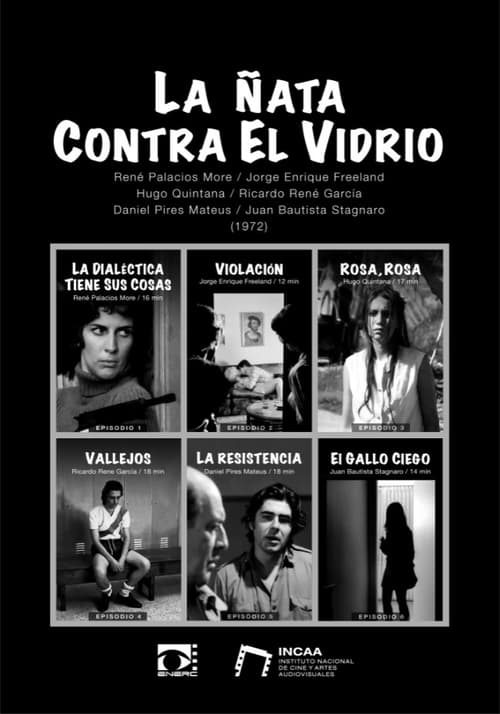 LA ÑATA
CONTRA EL VIDRIO
René Palacios More / Jorge Enrique Freeland
Hugo Quintana / Ricardo René García
Daniel Pires Mateus / Juan Bautista Stagnaro
(1972)
LA DIALÉCTICA
TIENE SUS COSAS
René Palacios More / 16 min
EPISODIO 1
VIOLACIÓN
Jorge Enrique Freeland / 12 min
EPISODIO 2
ROSA, ROSA
Hugo Quintana / 17 min
EPISODIO 3
VALLEJOS
Ricardo Rene García / 18 min
EPISODIO 4
LA RESISTENCIA
Daniel Pires Mateus / 18 min
EPISODIO 5
El GALLO CIEGO
Juan Bautista Stagnaro / 14 min
EPISODIO 6
ENERC
INCAA
INSTITUTO NACIONAL
DE CINE Y ARTES
AUDIOVISUALES